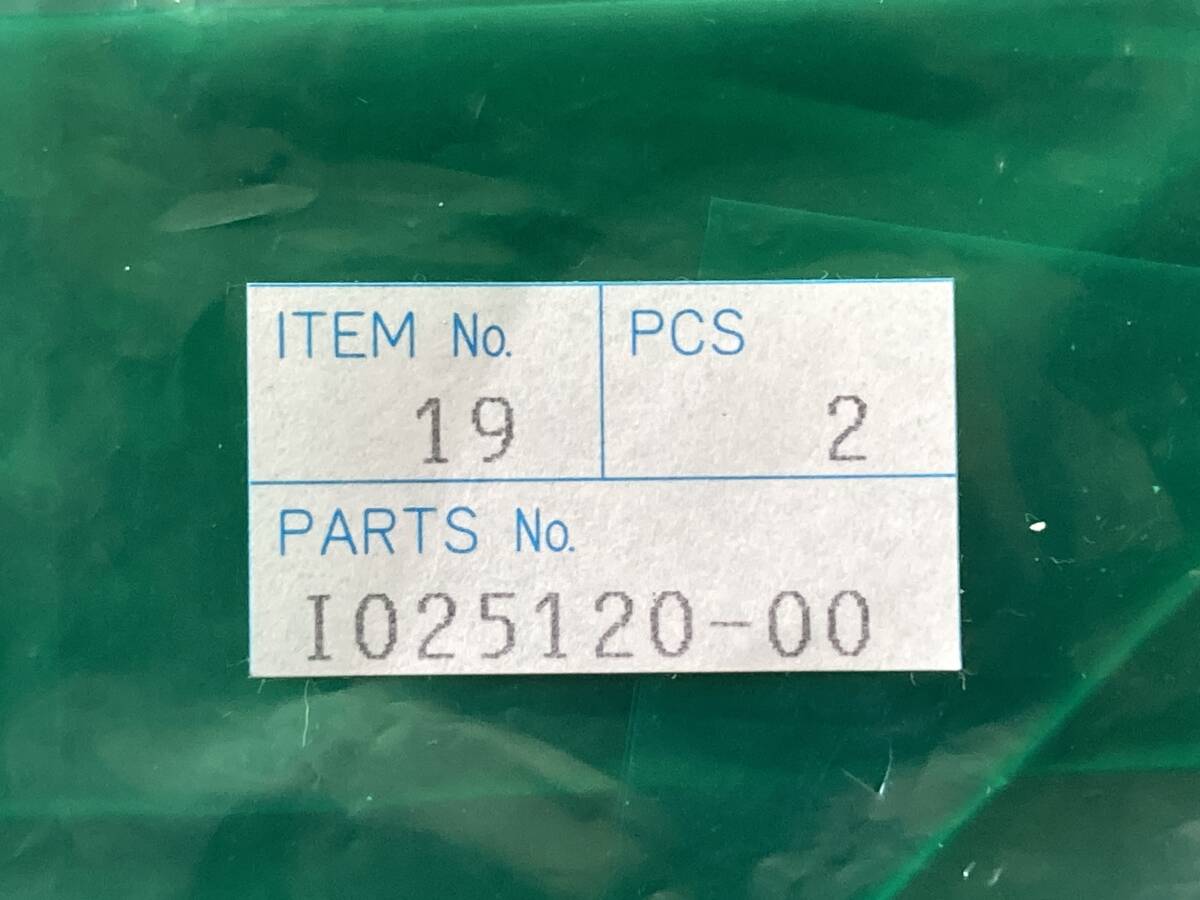 ITEM No. PCS
19 2
PARTS No.
I025120-00